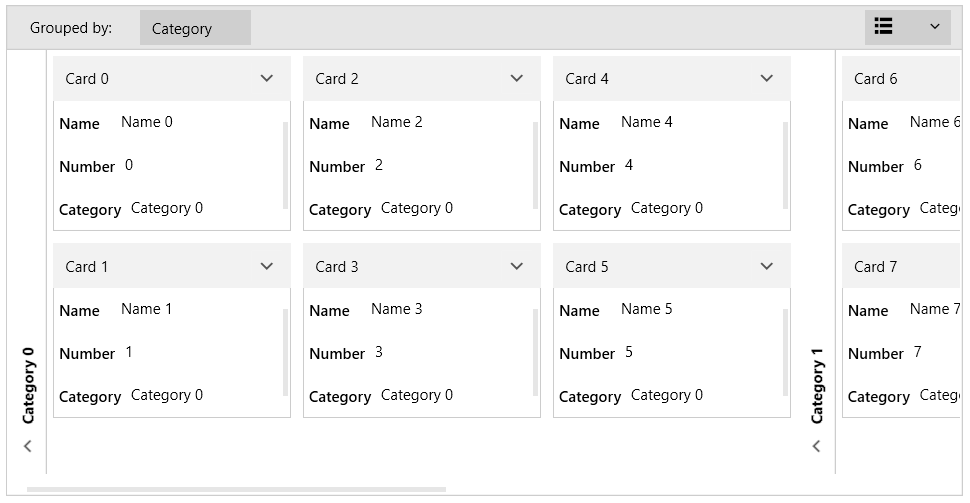 Grouped by: Category
Category 0
Card 0
Name Name 0
Number 0
Category Category 0
Card 1
Name Name 1
Number 1
Category Category 0
Card 2
Name Name 2
Number 2
Category Category 0
Card 3
Name Name 3
Number 3
Category Category 0
Card 4
Name Name 4
Number 4
Category Category 0
Card 5
Name Name 5
Number 5
Category Category 0
Category 1
Card 6
Name Name 6
Number 6
Category
Card 7
Name Name 7
Number 7
Category